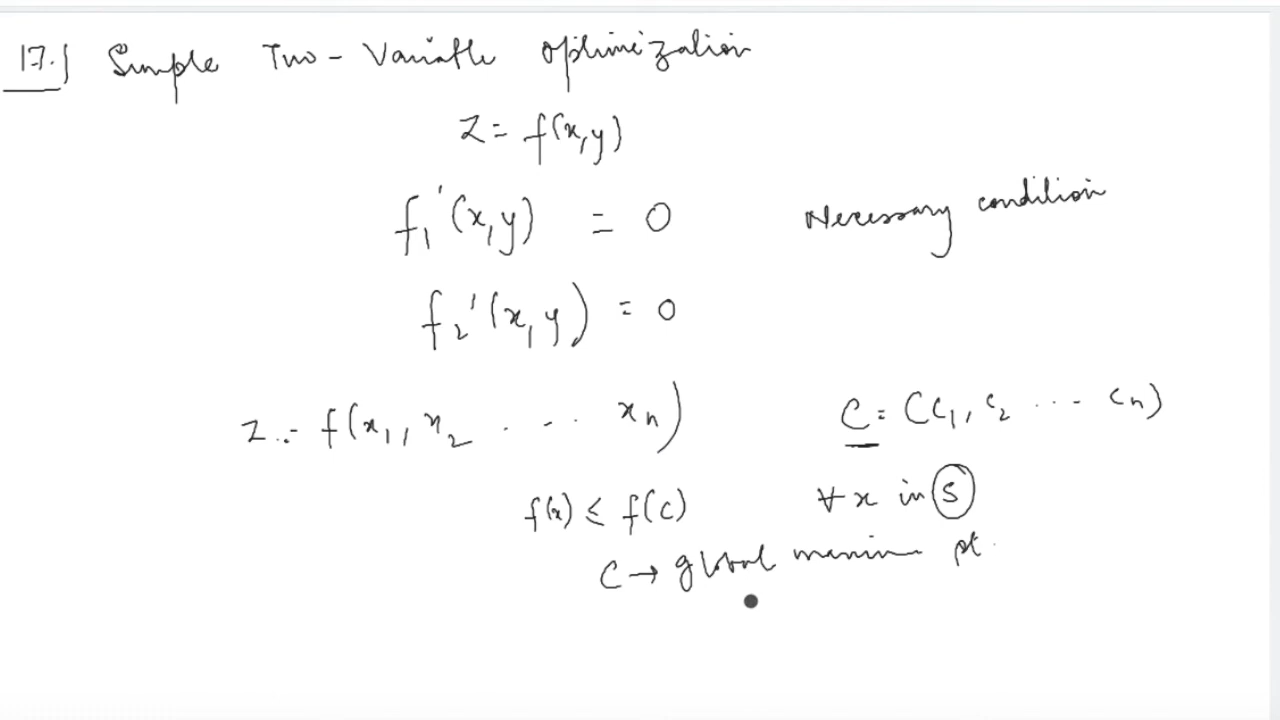 17.1 Simple Two-Variable optimization
Z = f(x,y)
f₁'(x,y) = 0 Necessary condition
f₂'(x,y) = 0
Z = f(x₁, x₂ ..... xₙ) C = (c₁, c₂ .... cₙ)
f(x) ≤ f(c) ∀ x in S
C → global maximum pt.